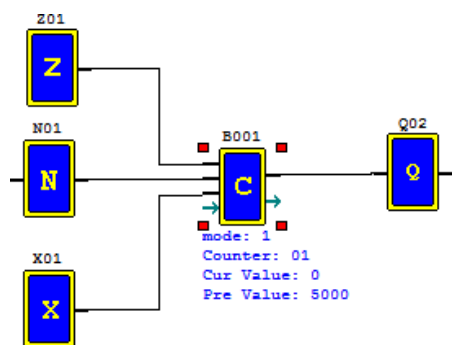 Z01
Z
N01
N
B001
C
Q02
Q
mode: 1
Counter: 01
Cur Value: 0
Pre Value: 5000
X01
X